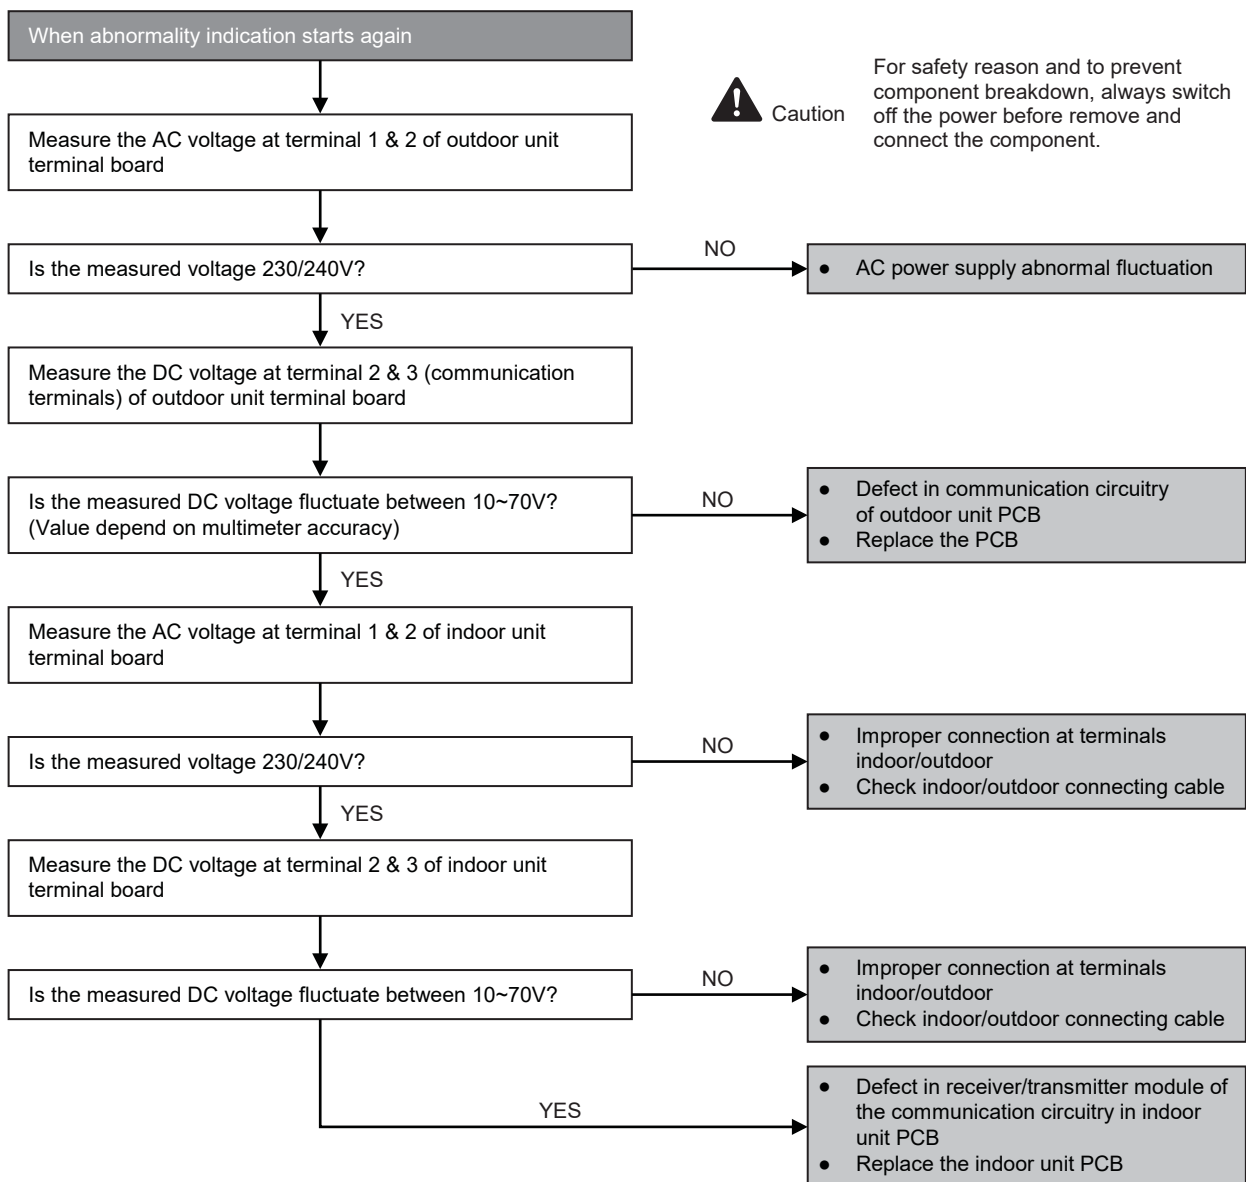 When abnormality indication starts again
Caution
For safety reason and to prevent
component breakdown, always switch
off the power before remove and
connect the component.
Measure the AC voltage at terminal 1 & 2 of outdoor unit
terminal board
Is the measured voltage 230/240V?
NO
● AC power supply abnormal fluctuation
YES
Measure the DC voltage at terminal 2 & 3 (communication
terminals) of outdoor unit terminal board
Is the measured DC voltage fluctuate between 10~70V?
(Value depend on multimeter accuracy)
NO
● Defect in communication circuitry
of outdoor unit PCB
● Replace the PCB
YES
Measure the AC voltage at terminal 1 & 2 of indoor unit
terminal board
Is the measured voltage 230/240V?
NO
● Improper connection at terminals
indoor/outdoor
● Check indoor/outdoor connecting cable
YES
Measure the DC voltage at terminal 2 & 3 of indoor unit
terminal board
Is the measured DC voltage fluctuate between 10~70V?
NO
● Improper connection at terminals
indoor/outdoor
● Check indoor/outdoor connecting cable
YES
● Defect in receiver/transmitter module of
the communication circuitry in indoor
unit PCB
● Replace the indoor unit PCB